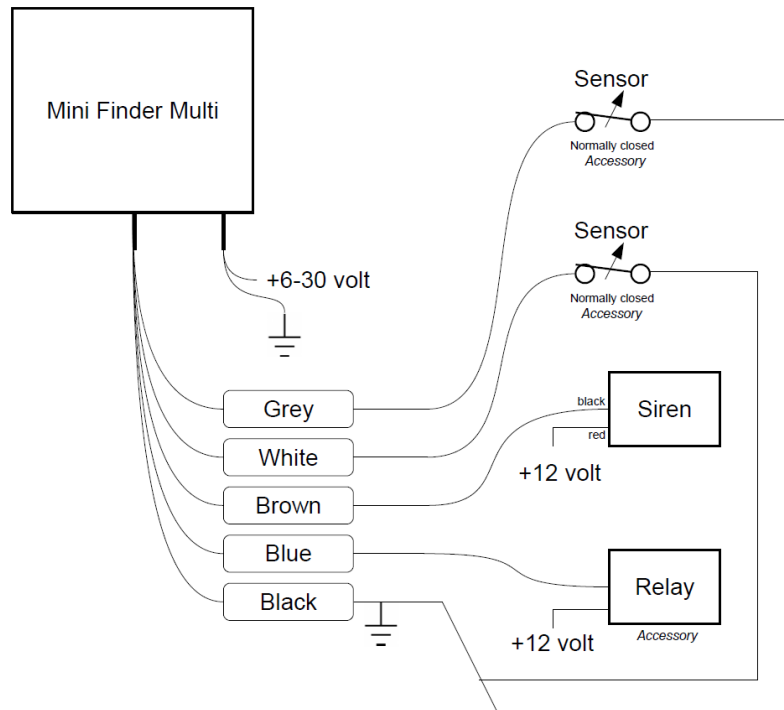 Mini Finder Multi
Sensor
Normally closed
Accessory
Sensor
Normally closed
Accessory
+6-30 volt
Grey
White
Brown
Blue
Black
black
red
Siren
+12 volt
Relay
+12 volt
Accessory